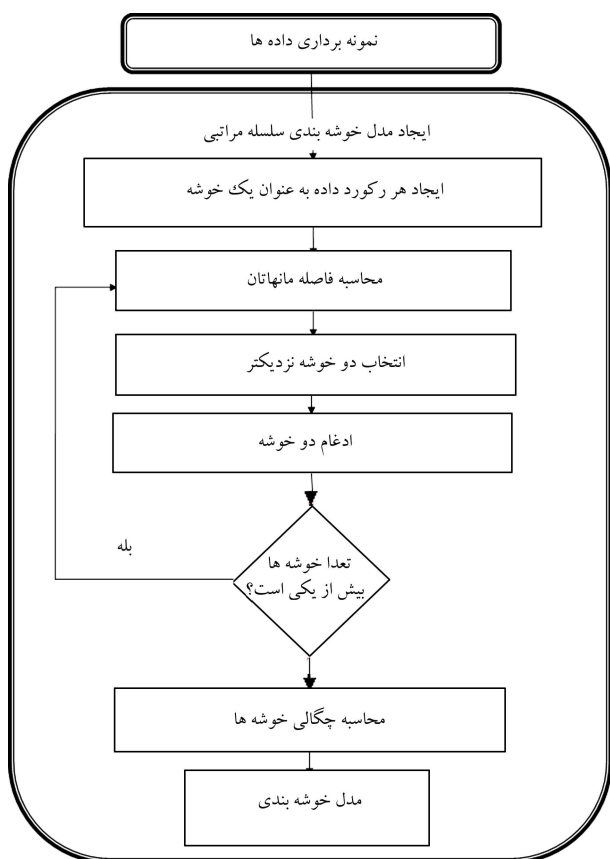 نمونه برداری داده ها
ایجاد مدل خوشه بندی سلسله مراتبی
ایجاد هر رکورد داده به عنوان یک خوشه
محاسبه فاصله مانهاتان
انتخاب دو خوشه نزدیکتر
ادغام دو خوشه
بله
تعدا خوشه ها
بیش از یکی است؟
محاسبه چگالی خوشه ها
مدل خوشه بندی